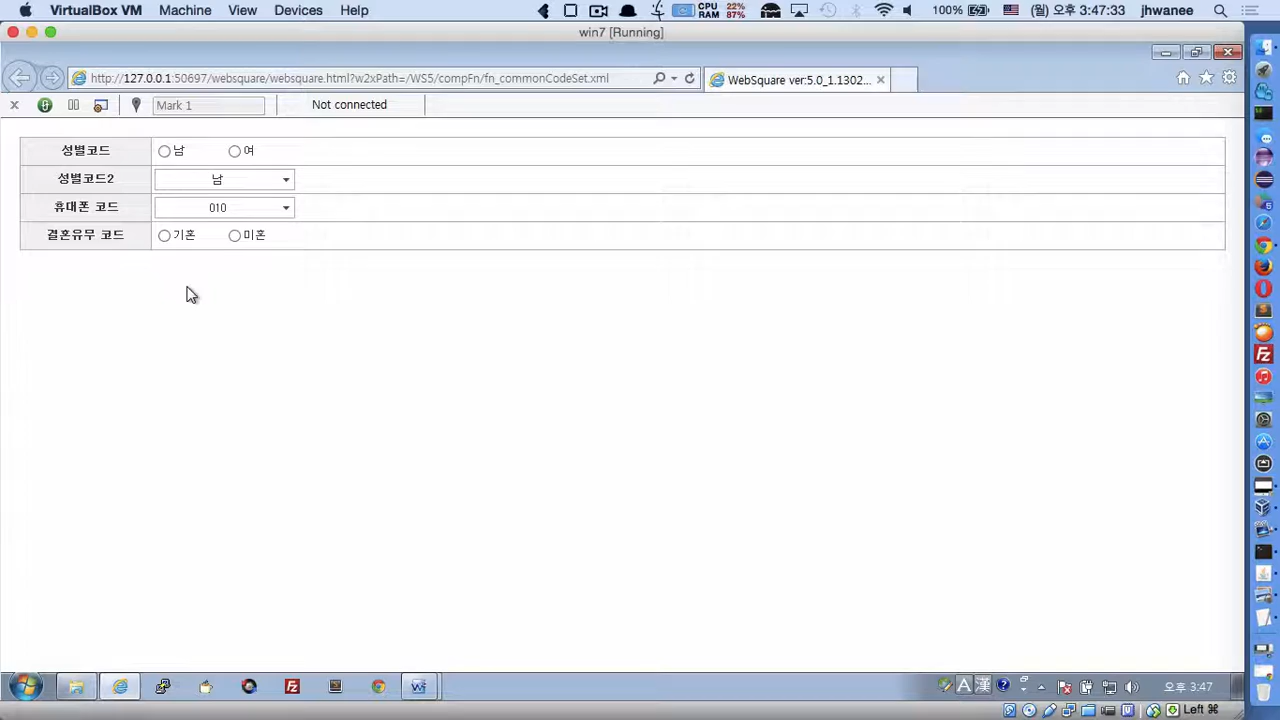 VirtualBox VM Machine View Devices Help CPU 22% RAM 87% 100% (월) 오후 3:47:33 jhwanee
win7 [Running]
http://127.0.0.1:50697/websquare/websquare.html?w2xPath=/WS5/compFn/fn_commonCodeSet.xml WebSquare ver:5.0_1.1302...
Mark 1 Not connected
성별코드 남 여
성별코드2 남
휴대폰 코드 010
결혼유무 코드 기혼 미혼
A 漢 오후 3:47
Left ⌘